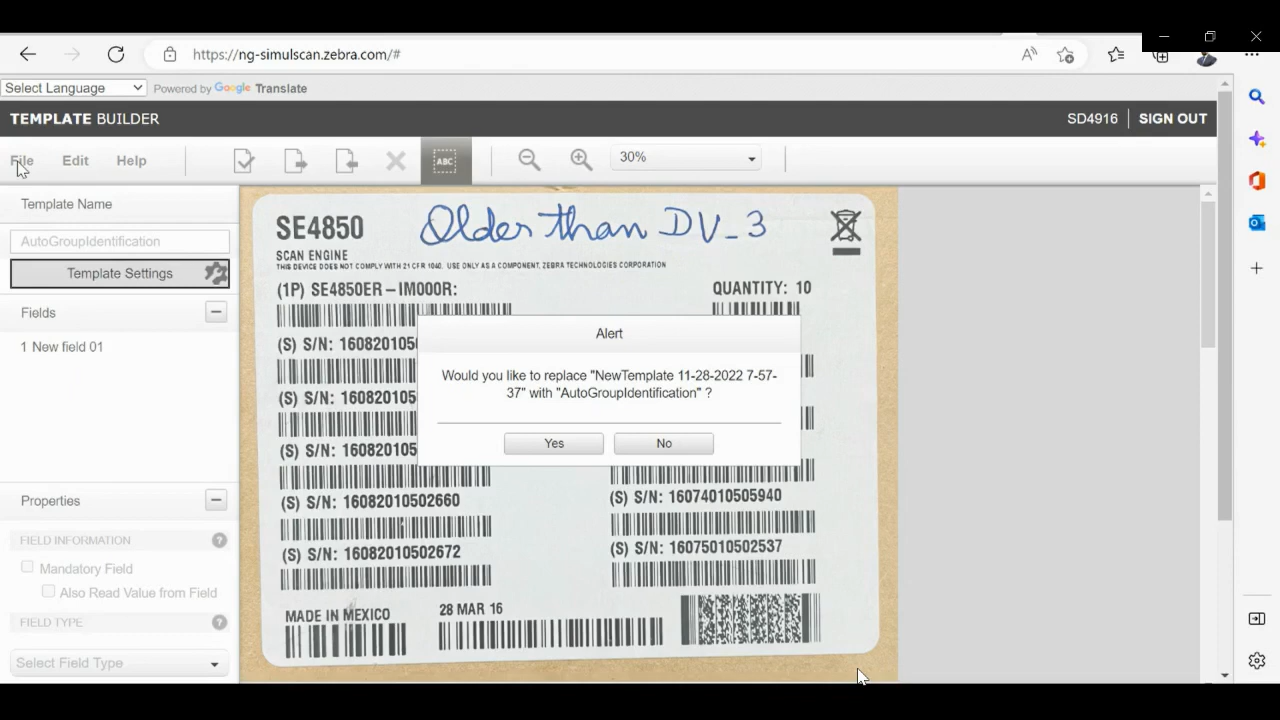 https://ng-simulscan.zebra.com/#
Select Language
Powered by Google Translate
TEMPLATE BUILDER
SD4916
SIGN OUT
File Edit Help
ABC
30%
Template Name
AutoGroupIdentification
Template Settings
Fields
1 New field 01
Properties
FIELD INFORMATION
Mandatory Field
Also Read Value from Field
FIELD TYPE
Select Field Type
SE4850 Older than DV_3
SCAN ENGINE
THIS DEVICE DOES NOT COMPLY WITH 21 CFR 1040. USE ONLY AS A COMPONENT, ZEBRA TECHNOLOGIES CORPORATION
(1P) SE4850ER-IM000R:
QUANTITY: 10
(S) S/N: 160820105
(S) S/N: 160820105
(S) S/N: 160820105
(S) S/N: 16082010502660
(S) S/N: 16074010505940
(S) S/N: 16082010502672
(S) S/N: 16075010502537
MADE IN MEXICO
28 MAR 16
Alert
Would you like to replace "NewTemplate 11-28-2022 7-57-
37" with "AutoGroupIdentification" ?
Yes No